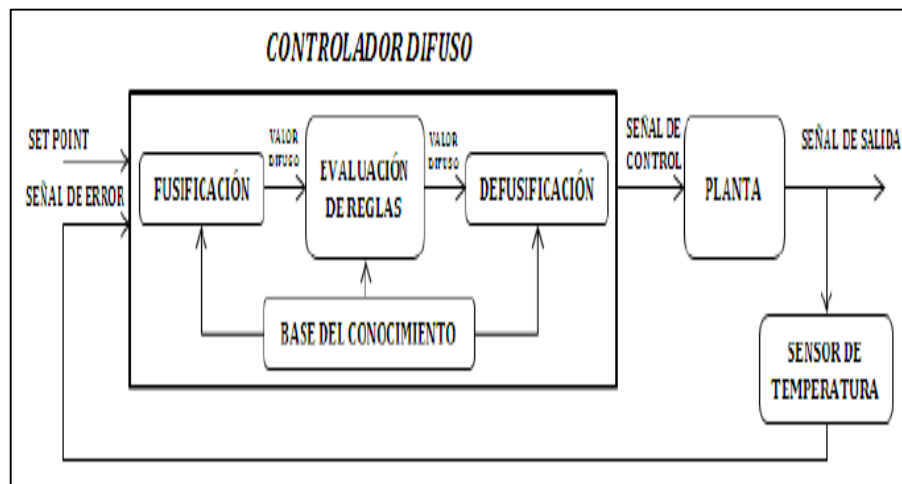 CONTROLADOR DIFUSO
SET POINT
SEÑAL DE ERROR
FUSIFICACIÓN
VALOR
DIFUSO
EVALUACIÓN
DE REGLAS
VALOR
DIFUSO
DEFUSIFICACIÓN
SEÑAL DE
CONTROL
PLANTA
SEÑAL DE SALIDA
BASE DEL CONOCIMIENTO
SENSOR DE
TEMPERATURA